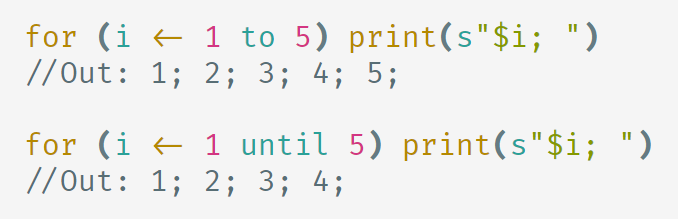 for (i <- 1 to 5) print(s"$i; ")
//Out: 1; 2; 3; 4; 5;
for (i <- 1 until 5) print(s"$i; ")
//Out: 1; 2; 3; 4;